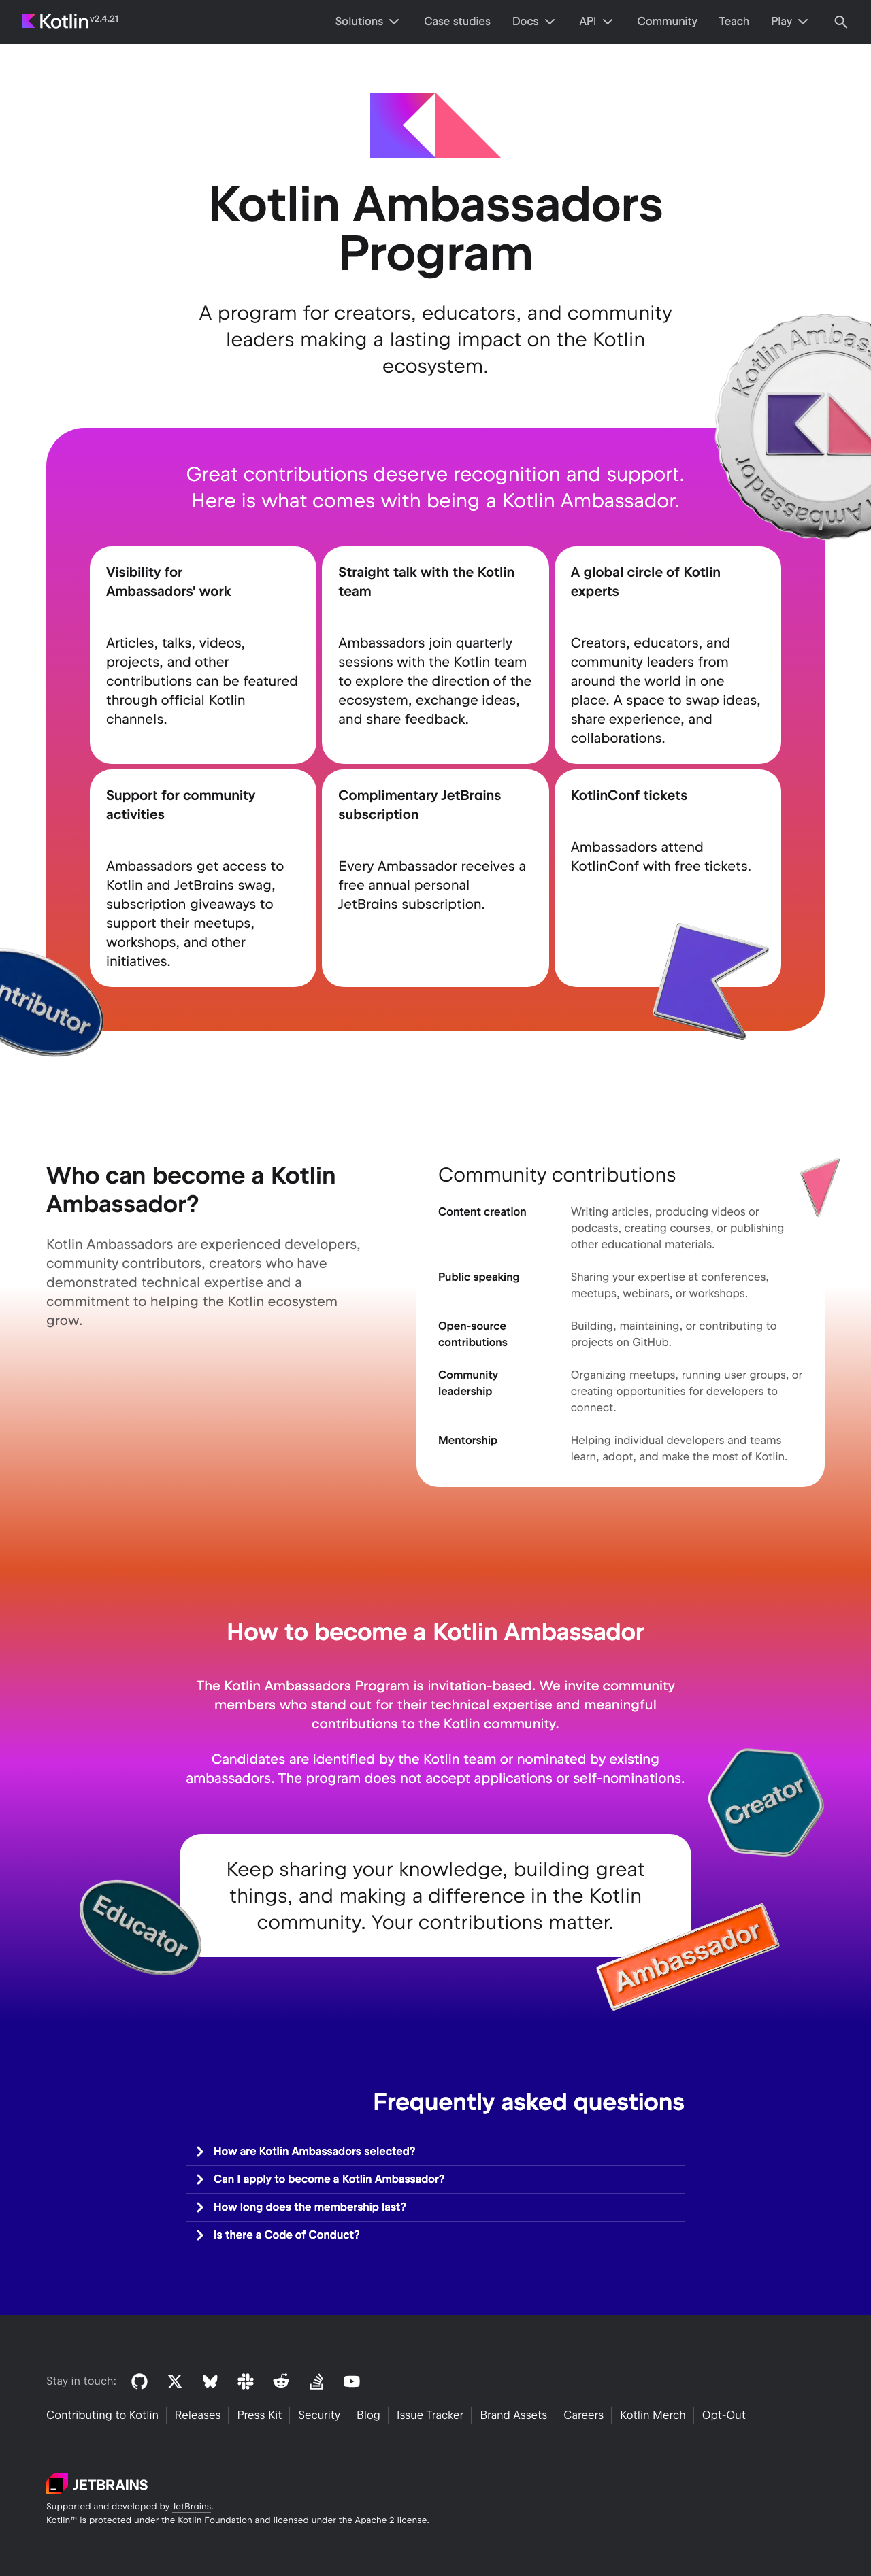 Kotlin v2.4.21
Solutions
Case studies
Docs
API
Community
Teach
Play
Kotlin Ambassadors
Program
A program for creators, educators, and community
leaders making a lasting impact on the Kotlin
ecosystem.
Kotlin Ambas
Ambassador
Great contributions deserve recognition and support.
Here is what comes with being a Kotlin Ambassador.
Visibility for
Ambassadors' work
Articles, talks, videos,
projects, and other
contributions can be featured
through official Kotlin
channels.
Straight talk with the Kotlin
team
Ambassadors join quarterly
sessions with the Kotlin team
to explore the direction of the
ecosystem, exchange ideas,
and share feedback.
A global circle of Kotlin
experts
Creators, educators, and
community leaders from
around the world in one
place. A space to swap ideas,
share experience, and
collaborations.
Support for community
activities
Ambassadors get access to
Kotlin and JetBrains swag,
subscription giveaways to
support their meetups,
workshops, and other
initiatives.
Complimentary JetBrains
subscription
Every Ambassador receives a
free annual personal
JetBrains subscription.
KotlinConf tickets
Ambassadors attend
KotlinConf with free tickets.
ntributor
Who can become a Kotlin
Ambassador?
Kotlin Ambassadors are experienced developers,
community contributors, creators who have
demonstrated technical expertise and a
commitment to helping the Kotlin ecosystem
grow.
Community contributions
Content creation
Writing articles, producing videos or
podcasts, creating courses, or publishing
other educational materials.
Public speaking
Sharing your expertise at conferences,
meetups, webinars, or workshops.
Open-source
contributions
Building, maintaining, or contributing to
projects on GitHub.
Community
leadership
Organizing meetups, running user groups, or
creating opportunities for developers to
connect.
Mentorship
Helping individual developers and teams
learn, adopt, and make the most of Kotlin.
How to become a Kotlin Ambassador
The Kotlin Ambassadors Program is invitation-based. We invite community
members who stand out for their technical expertise and meaningful
contributions to the Kotlin community.
Candidates are identified by the Kotlin team or nominated by existing
ambassadors. The program does not accept applications or self-nominations.
Creator
Keep sharing your knowledge, building great
things, and making a difference in the Kotlin
community. Your contributions matter.
Educator
Ambassador
Frequently asked questions
How are Kotlin Ambassadors selected?
Can I apply to become a Kotlin Ambassador?
How long does the membership last?
Is there a Code of Conduct?
Stay in touch:
Contributing to Kotlin
Releases
Press Kit
Security
Blog
Issue Tracker
Brand Assets
Careers
Kotlin Merch
Opt-Out
JETBRAINS
Supported and developed by JetBrains.
Kotlin™ is protected under the Kotlin Foundation and licensed under the Apache 2 license.